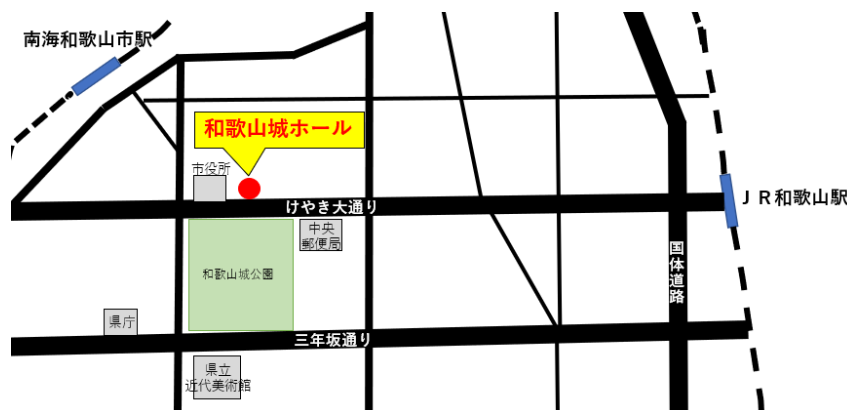 南海和歌山市駅
和歌山城ホール
市役所
けやき大通り
ＪＲ和歌山駅
中央
郵便局
国体道路
和歌山城公園
県庁
三年坂通り
県立
近代美術館